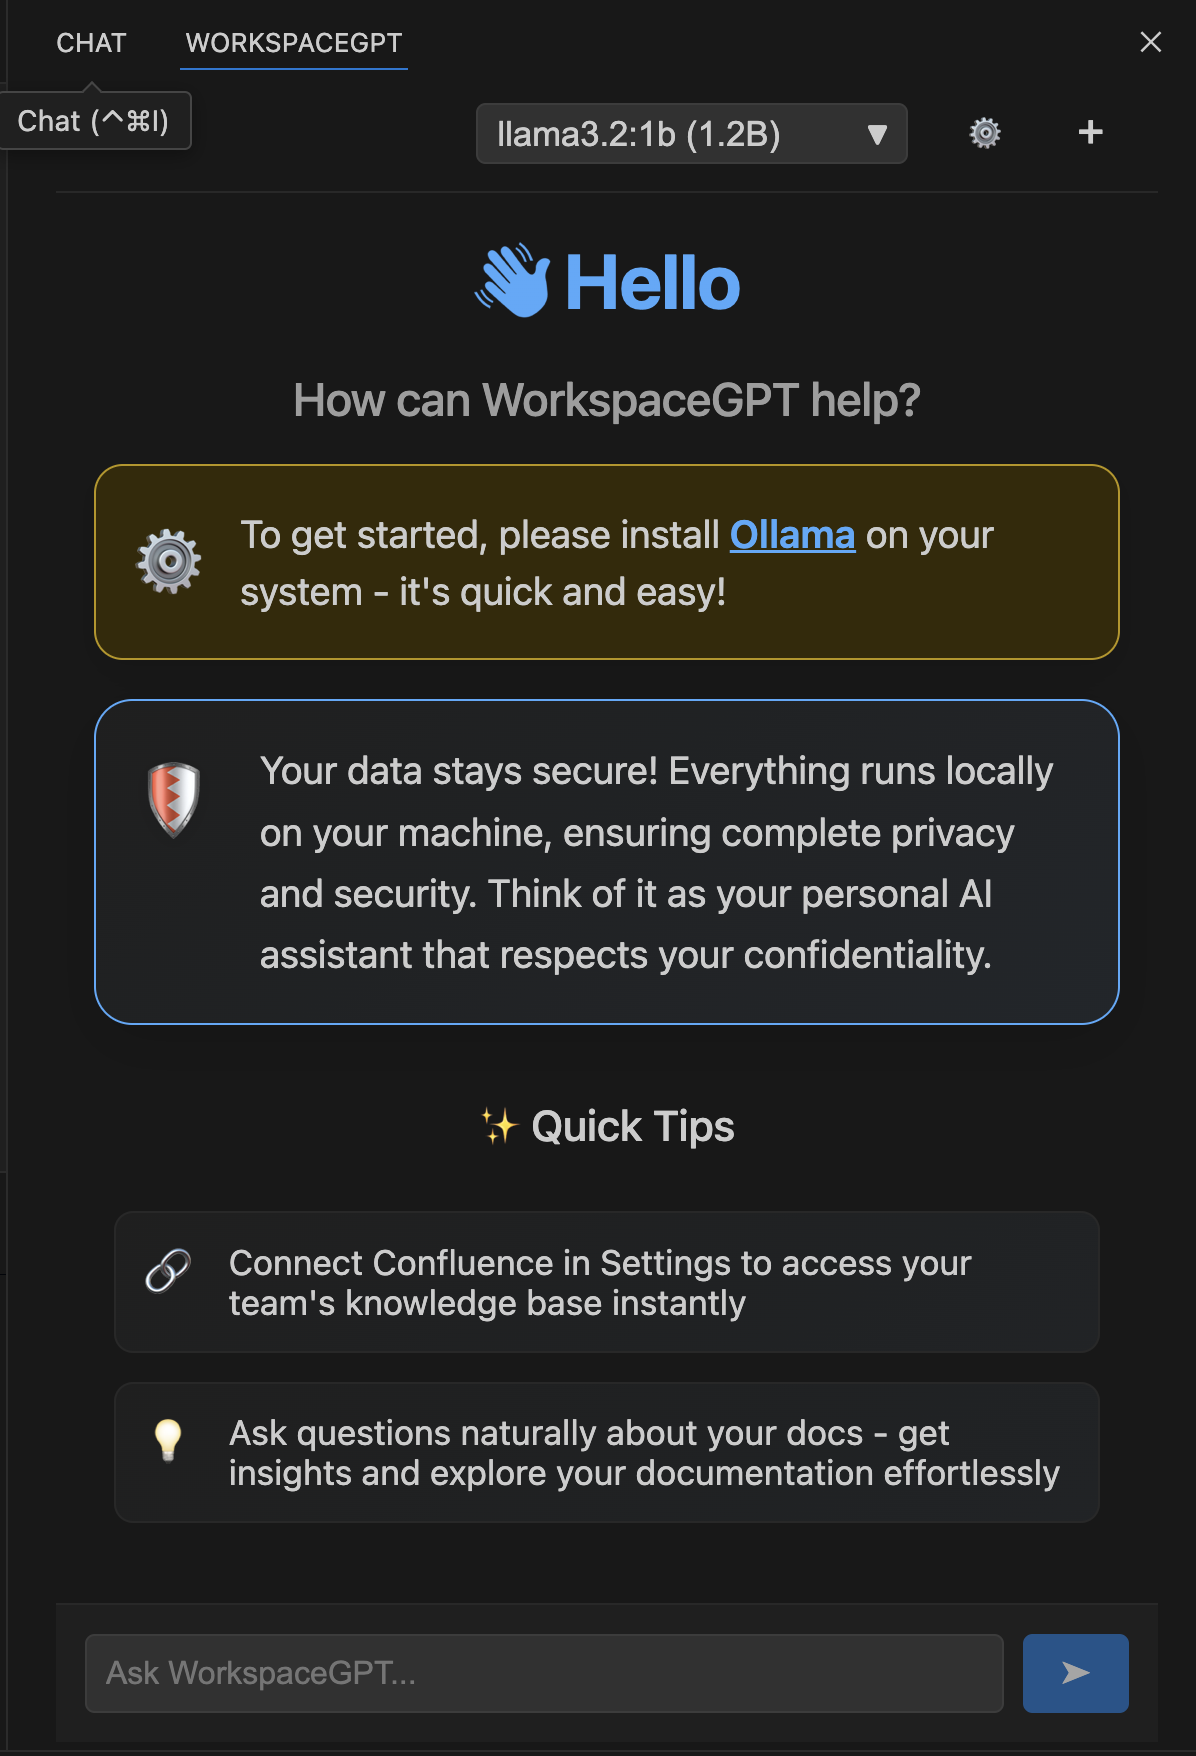 CHAT
WORKSPACEGPT
Chat (^⌘I)
llama3.2:1b (1.2B)
Hello
How can WorkspaceGPT help?
To get started, please install Ollama on your
system - it's quick and easy!
Your data stays secure! Everything runs locally
on your machine, ensuring complete privacy
and security. Think of it as your personal AI
assistant that respects your confidentiality.
Quick Tips
Connect Confluence in Settings to access your
team's knowledge base instantly
Ask questions naturally about your docs - get
insights and explore your documentation effortlessly
Ask WorkspaceGPT...